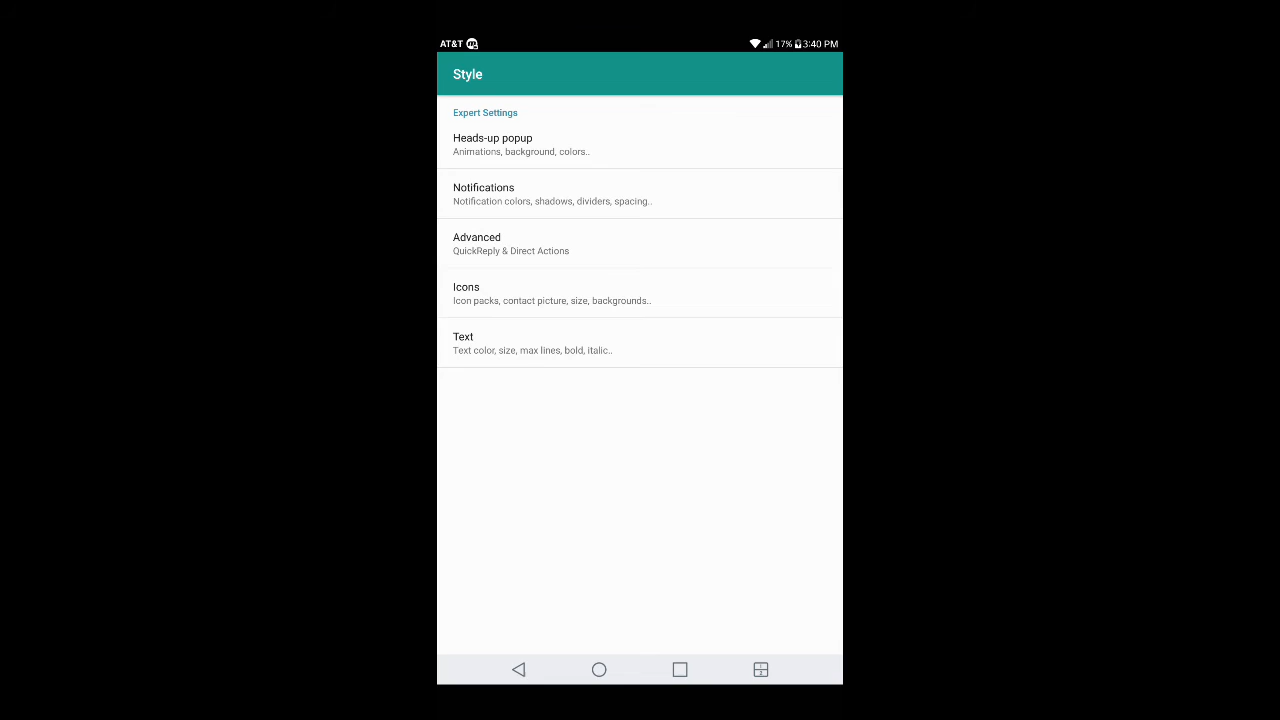 AT&T 17% 3:40 PM
Style
Expert Settings
Heads-up popup
Animations, background, colors..
Notifications
Notification colors, shadows, dividers, spacing..
Advanced
QuickReply & Direct Actions
Icons
Icon packs, contact picture, size, backgrounds..
Text
Text color, size, max lines, bold, italic..